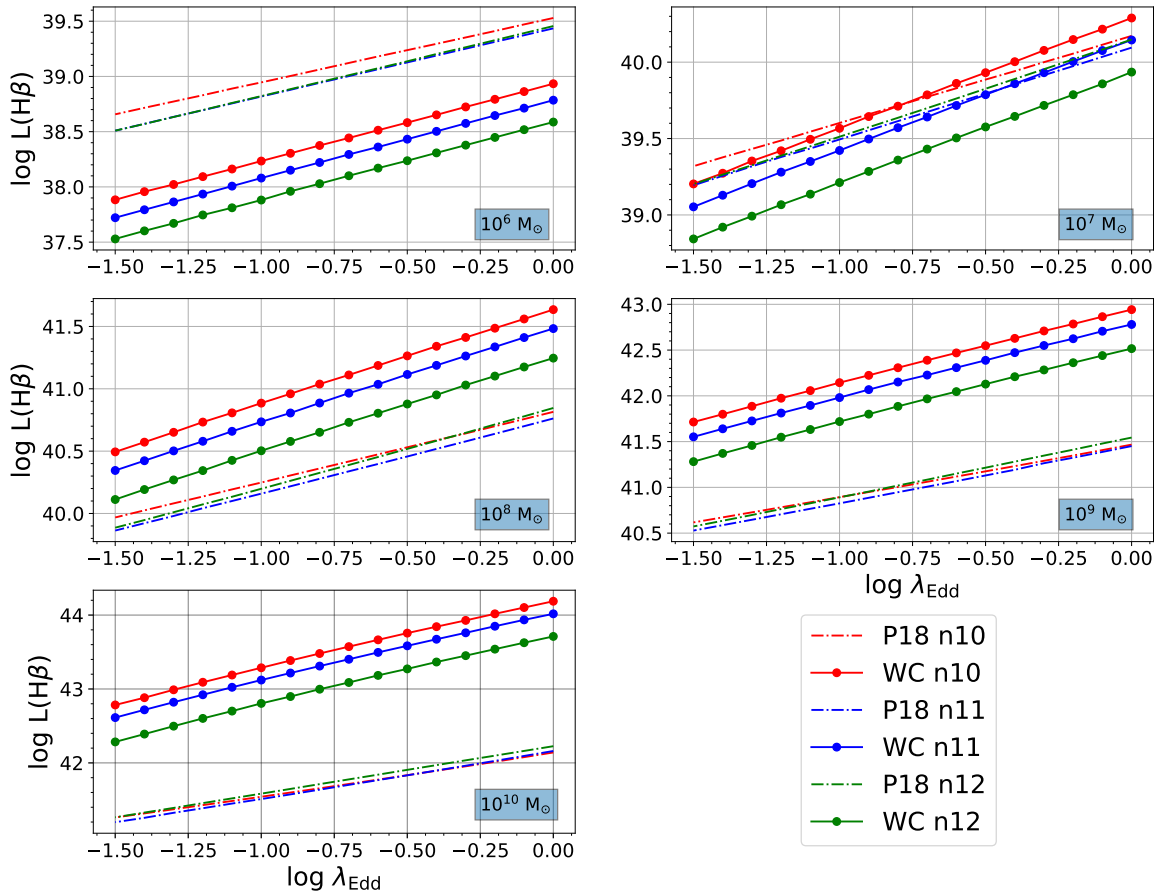 39.5
39.0
38.5
38.0
37.5
log L(Hβ)
10⁶ M⊙
−1.50 −1.25 −1.00 −0.75 −0.50 −0.25 0.00
40.0
39.5
39.0
10⁷ M⊙
−1.50 −1.25 −1.00 −0.75 −0.50 −0.25 0.00
41.5
41.0
40.5
40.0
log L(Hβ)
10⁸ M⊙
−1.50 −1.25 −1.00 −0.75 −0.50 −0.25 0.00
43.0
42.5
42.0
41.5
41.0
40.5
10⁹ M⊙
−1.50 −1.25 −1.00 −0.75 −0.50 −0.25 0.00
log λEdd
44
43
42
log L(Hβ)
10¹⁰ M⊙
−1.50 −1.25 −1.00 −0.75 −0.50 −0.25 0.00
log λEdd
P18 n10
WC n10
P18 n11
WC n11
P18 n12
WC n12